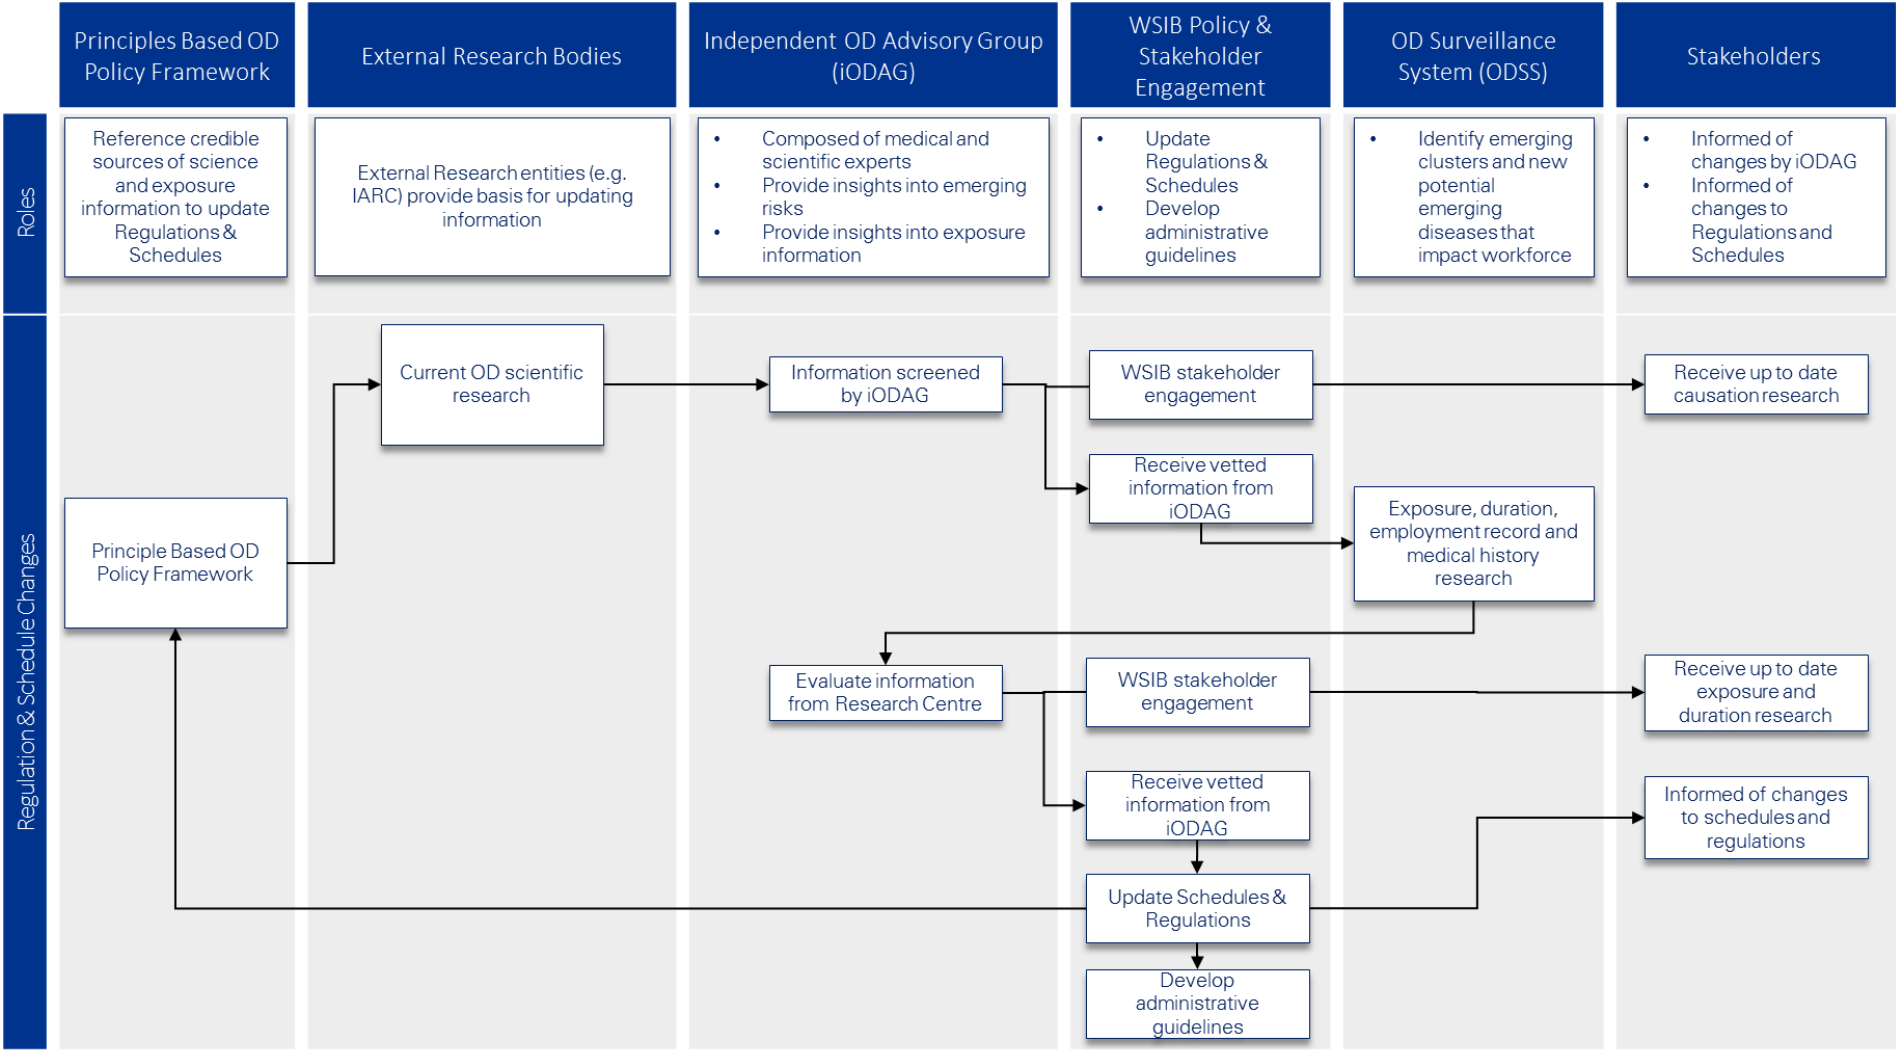 Principles Based OD
Policy Framework
External Research Bodies
Independent OD Advisory Group
(iODAG)
WSIB Policy &
Stakeholder
Engagement
OD Surveillance
System (ODSS)
Stakeholders
Roles
Reference credible
sources of science
and exposure
information to update
Regulations &
Schedules
External Research entities (e.g.
IARC) provide basis for updating
information
• Composed of medical and
scientific experts
• Provide insights into emerging
risks
• Provide insights into exposure
information
• Update
Regulations &
Schedules
• Develop
administrative
guidelines
• Identify emerging
clusters and new
potential
emerging
diseases that
impact workforce
• Informed of
changes by iODAG
• Informed of
changes to
Regulations and
Schedules
Regulation & Schedule Changes
Principle Based OD
Policy Framework
Current OD scientific
research
Information screened
by iODAG
WSIB stakeholder
engagement
Receive up to date
causation research
Receive vetted
information from
iODAG
Exposure, duration,
employment record and
medical history
research
Evaluate information
from Research Centre
WSIB stakeholder
engagement
Receive up to date
exposure and
duration research
Receive vetted
information from
iODAG
Informed of changes
to schedules and
regulations
Update Schedules &
Regulations
Develop
administrative
guidelines